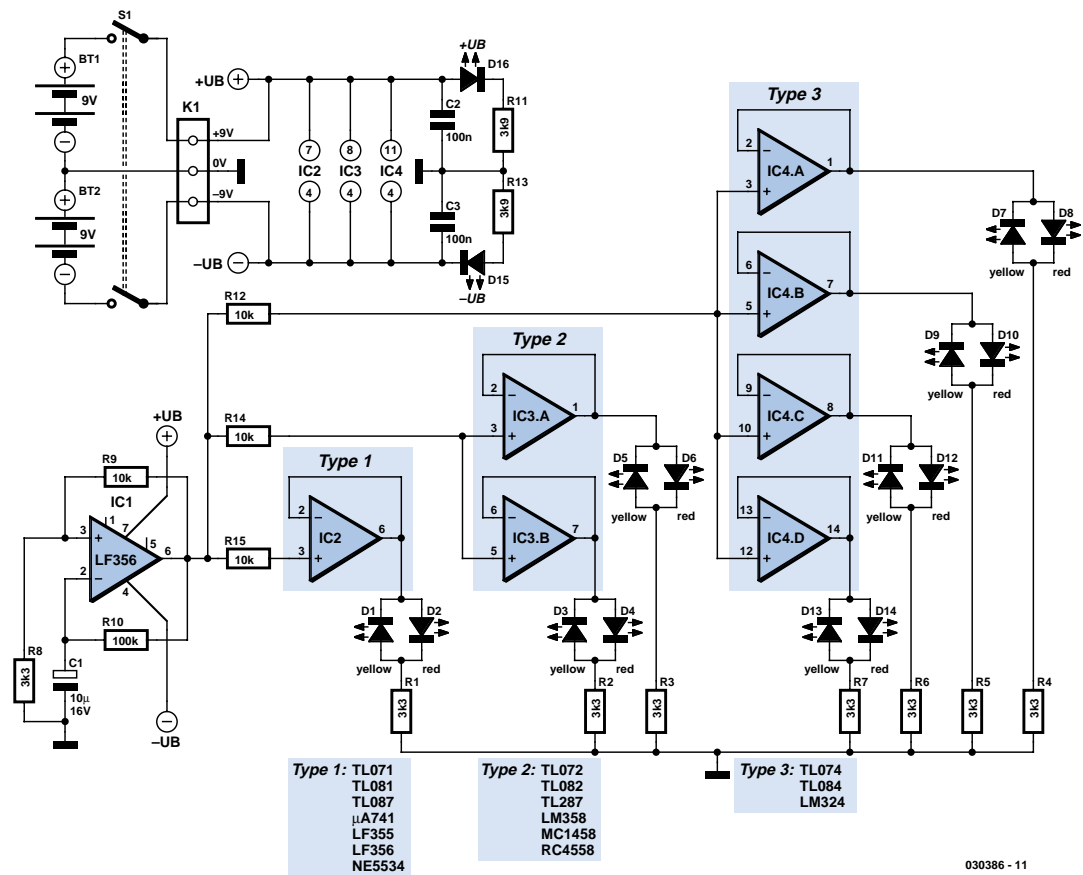 S1
BT1
9V
BT2
9V
K1
+9V
0V
–9V
+UB
–UB
7
IC2
4
8
IC3
4
11
IC4
4
C2
100n
C3
100n
+UB
D16
R11
3k9
R13
3k9
D15
–UB
R12
10k
R14
10k
R15
10k
+UB
R9
10k
IC1
1
7
5
3
+
LF356
6
2
–
4
R10
100k
R8
3k3
C1
10µ
16V
–UB
Type 1
2
–
IC2
6
3
+
D1
D2
yellow
red
R1
3k3
Type 2
2
–
IC3.A
1
3
+
6
–
IC3.B
7
5
+
D5
D6
yellow
red
D3
D4
yellow
red
R2
3k3
R3
3k3
Type 3
2
–
IC4.A
1
3
+
6
–
IC4.B
7
5
+
9
–
IC4.C
8
10
+
13
–
IC4.D
14
12
+
D7
D8
yellow
red
D9
D10
yellow
red
D11
D12
yellow
red
D13
D14
yellow
red
R7
3k3
R6
3k3
R5
3k3
R4
3k3
Type 1: TL071
TL081
TL087
µA741
LF355
LF356
NE5534
Type 2: TL072
TL082
TL287
LM358
MC1458
RC4558
Type 3: TL074
TL084
LM324
030386 - 11